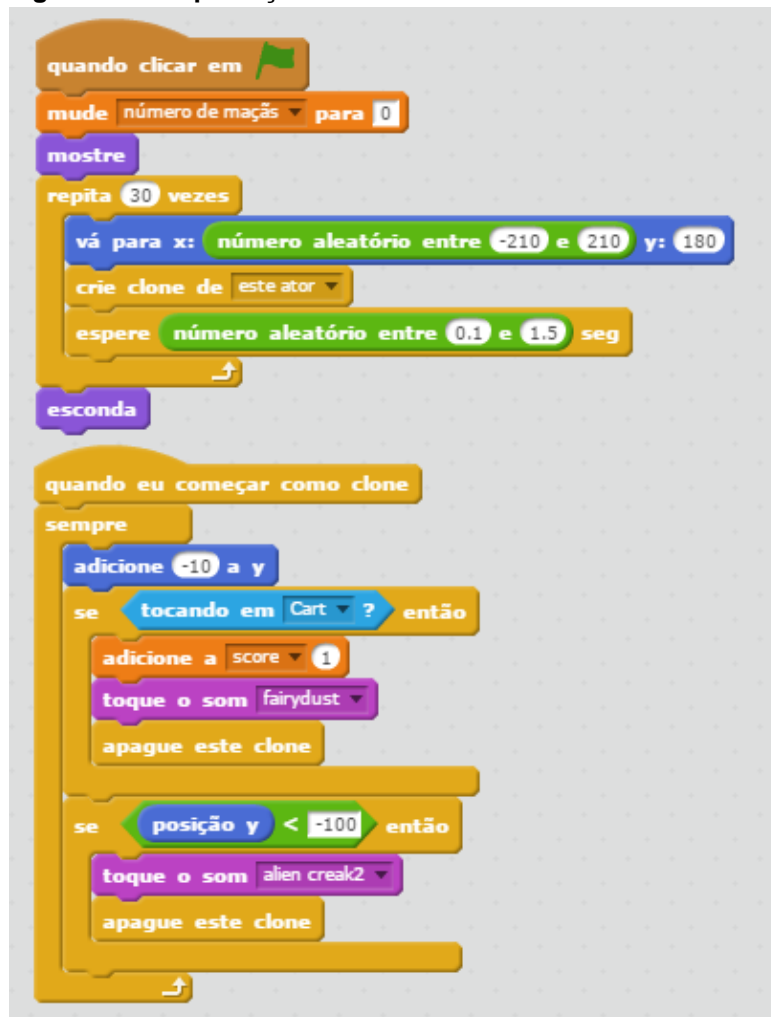 quando clicar em
mude número de maçãs para 0
mostre
repita 30 vezes
vá para x: número aleatório entre -210 e 210 y: 180
crie clone de este ator
espere número aleatório entre 0.1 e 1.5 seg
esconda
quando eu começar como clone
sempre
adicione -10 a y
se tocando em Cart ? então
adicione a score 1
toque o som fairydust
apague este clone
se posição y < -100 então
toque o som alien creak2
apague este clone